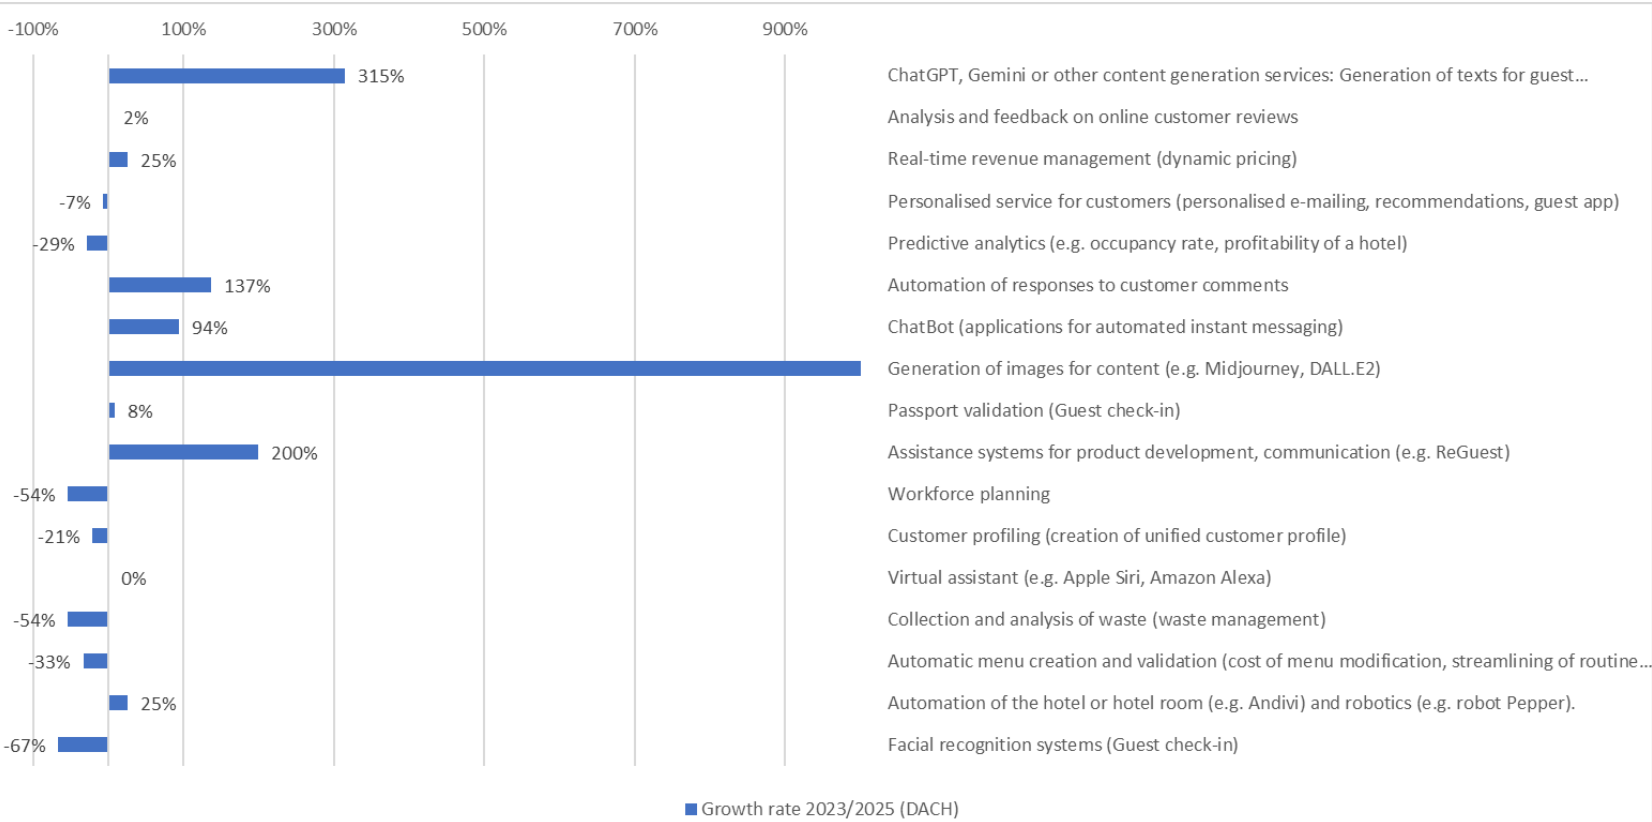 -100% 100% 300% 500% 700% 900%
315% ChatGPT, Gemini or other content generation services: Generation of texts for guest...
2% Analysis and feedback on online customer reviews
25% Real-time revenue management (dynamic pricing)
-7% Personalised service for customers (personalised e-mailing, recommendations, guest app)
-29% Predictive analytics (e.g. occupancy rate, profitability of a hotel)
137% Automation of responses to customer comments
94% ChatBot (applications for automated instant messaging)
Generation of images for content (e.g. Midjourney, DALL.E2)
8% Passport validation (Guest check-in)
200% Assistance systems for product development, communication (e.g. ReGuest)
-54% Workforce planning
-21% Customer profiling (creation of unified customer profile)
0% Virtual assistant (e.g. Apple Siri, Amazon Alexa)
-54% Collection and analysis of waste (waste management)
-33% Automatic menu creation and validation (cost of menu modification, streamlining of routine...
25% Automation of the hotel or hotel room (e.g. Andivi) and robotics (e.g. robot Pepper).
-67% Facial recognition systems (Guest check-in)
Growth rate 2023/2025 (DACH)